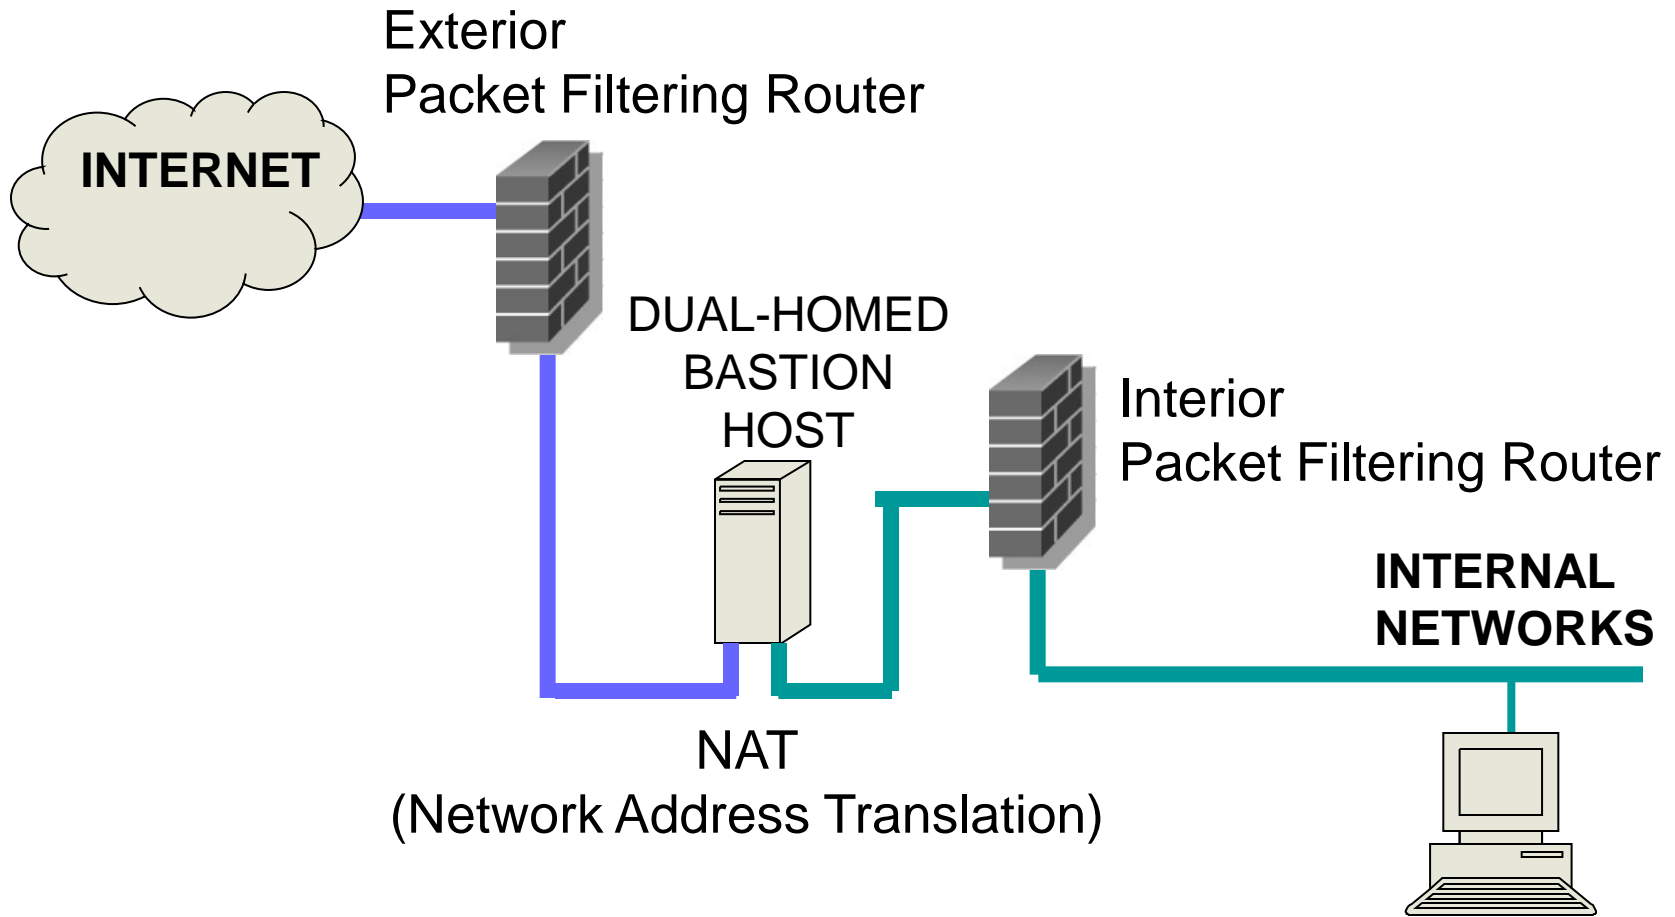 Exterior
Packet Filtering Router
INTERNET
DUAL-HOMED
BASTION
HOST
Interior
Packet Filtering Router
INTERNAL
NETWORKS
NAT
(Network Address Translation)